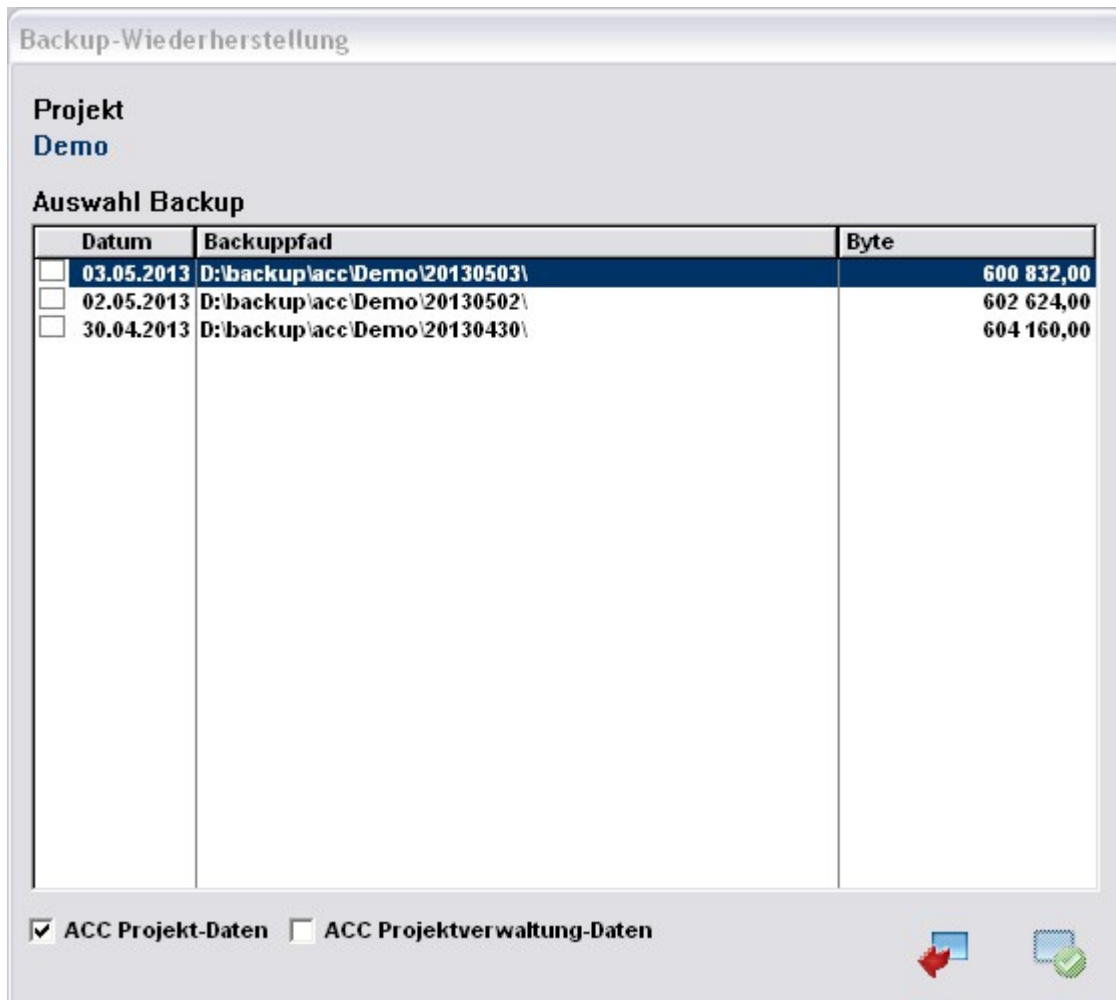 Backup-Wiederherstellung
Projekt
Demo
Auswahl Backup
Datum Backuppfad Byte
03.05.2013 D:\backup\acc\Demo\20130503\ 600 832,00
02.05.2013 D:\backup\acc\Demo\20130502\ 602 624,00
30.04.2013 D:\backup\acc\Demo\20130430\ 604 160,00
ACC Projekt-Daten ACC Projektverwaltung-Daten